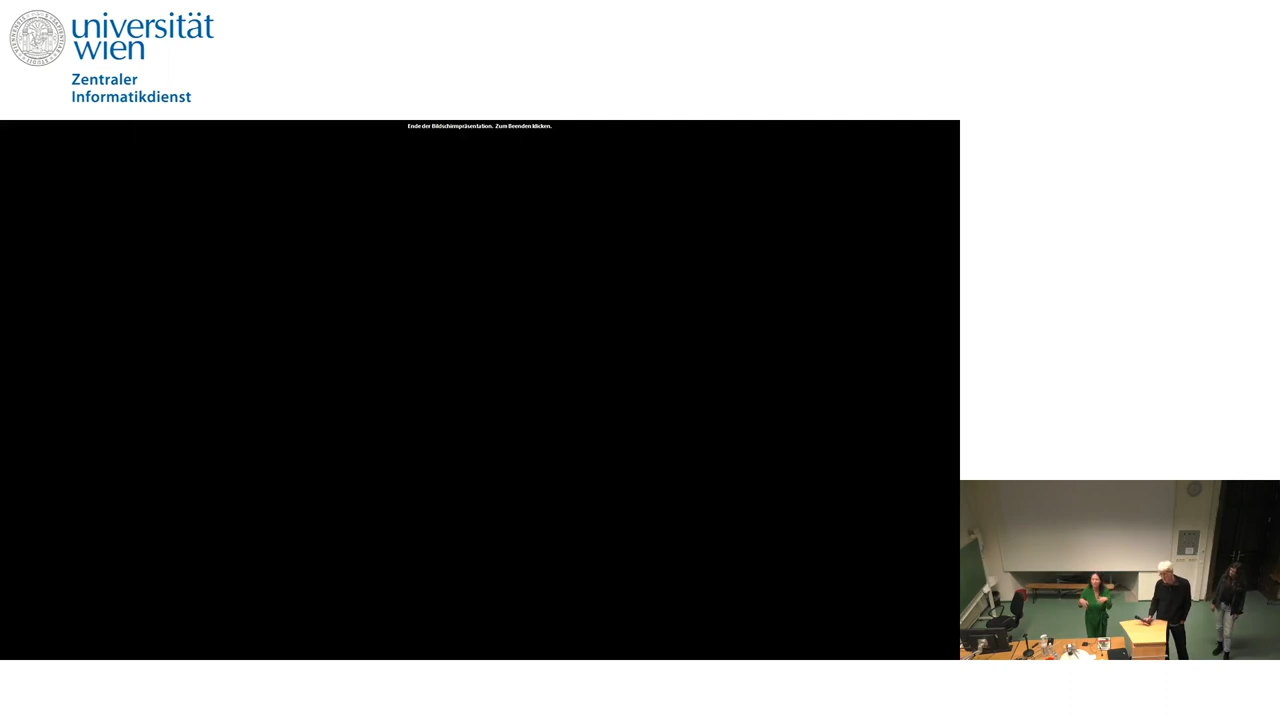 universität
wien
Zentraler
Informatikdienst
Ende der Bildschirmpräsentation. Zum Beenden klicken.